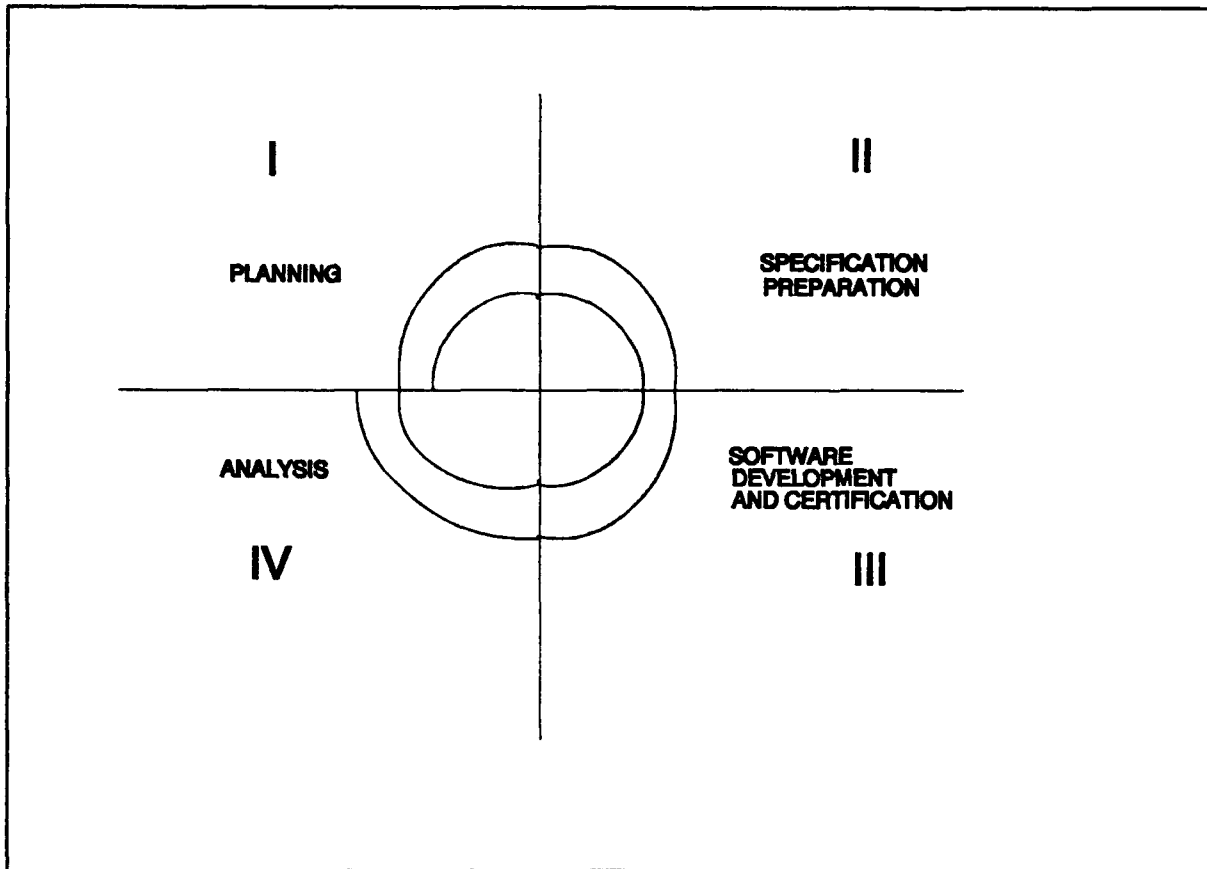 I
II
PLANNING
SPECIFICATION
PREPARATION
ANALYSIS
SOFTWARE
DEVELOPMENT
AND CERTIFICATION
IV
III